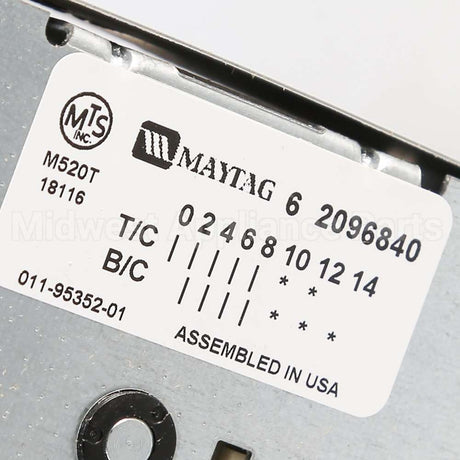 MTS INC.
M520T
18116
MAYTAG 6 2096840
0 2 4 6 8 10 12 14
T/C | | | | * *
B/C | | | | * * *
011-95352-01
ASSEMBLED IN USA
Midwest Appliance Parts